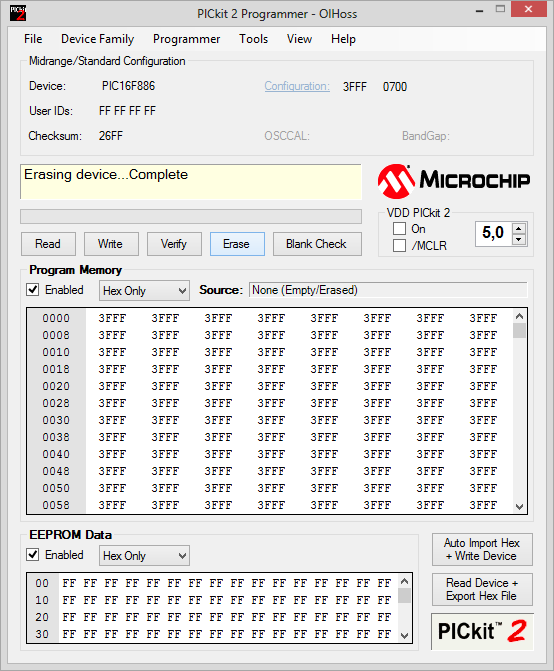 PICkit 2 Programmer - OlHoss
File Device Family Programmer Tools View Help
Midrange/Standard Configuration
Device: PIC16F886 Configuration: 3FFF 0700
User IDs: FF FF FF FF
Checksum: 26FF OSCCAL: BandGap:
Erasing device...Complete
MICROCHIP
VDD PICkit 2
On
/MCLR
5,0
Read Write Verify Erase Blank Check
Program Memory
Enabled Hex Only Source: None (Empty/Erased)
0000 3FFF 3FFF 3FFF 3FFF 3FFF 3FFF 3FFF 3FFF
0008 3FFF 3FFF 3FFF 3FFF 3FFF 3FFF 3FFF 3FFF
0010 3FFF 3FFF 3FFF 3FFF 3FFF 3FFF 3FFF 3FFF
0018 3FFF 3FFF 3FFF 3FFF 3FFF 3FFF 3FFF 3FFF
0020 3FFF 3FFF 3FFF 3FFF 3FFF 3FFF 3FFF 3FFF
0028 3FFF 3FFF 3FFF 3FFF 3FFF 3FFF 3FFF 3FFF
0030 3FFF 3FFF 3FFF 3FFF 3FFF 3FFF 3FFF 3FFF
0038 3FFF 3FFF 3FFF 3FFF 3FFF 3FFF 3FFF 3FFF
0040 3FFF 3FFF 3FFF 3FFF 3FFF 3FFF 3FFF 3FFF
0048 3FFF 3FFF 3FFF 3FFF 3FFF 3FFF 3FFF 3FFF
0050 3FFF 3FFF 3FFF 3FFF 3FFF 3FFF 3FFF 3FFF
0058 3FFF 3FFF 3FFF 3FFF 3FFF 3FFF 3FFF 3FFF
EEPROM Data
Enabled Hex Only
00 FF FF FF FF FF FF FF FF FF FF FF FF FF FF FF FF
10 FF FF FF FF FF FF FF FF FF FF FF FF FF FF FF FF
20 FF FF FF FF FF FF FF FF FF FF FF FF FF FF FF FF
30 FF FF FF FF FF FF FF FF FF FF FF FF FF FF FF FF
Auto Import Hex
+ Write Device
Read Device +
Export Hex File
PICkit™ 2